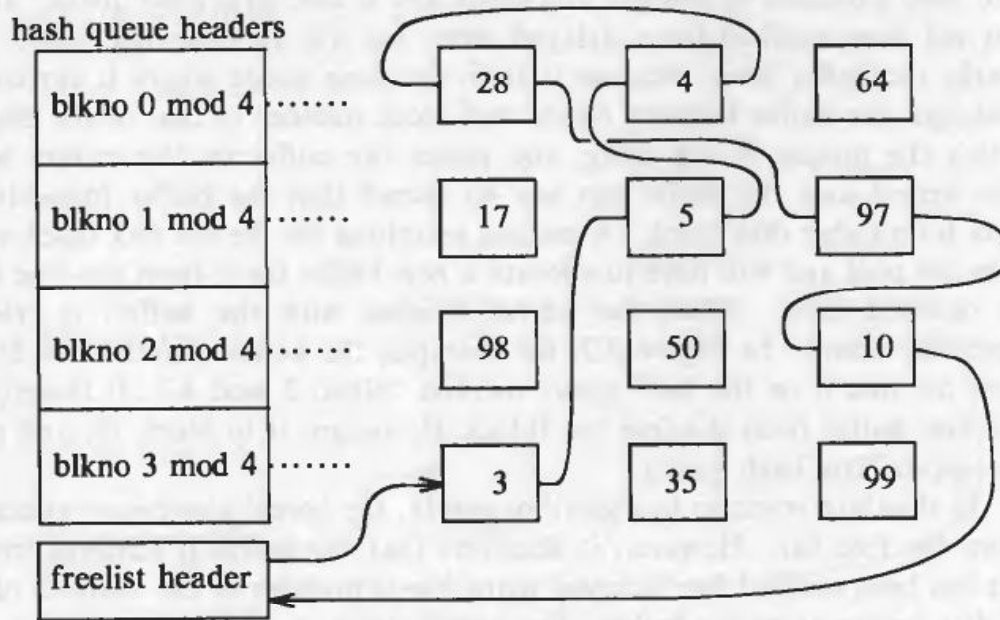 hash queue headers
blkno 0 mod 4 ...... 28 4 64
blkno 1 mod 4 ...... 17 5 97
blkno 2 mod 4 ...... 98 50 10
blkno 3 mod 4 ...... 3 35 99
freelist header